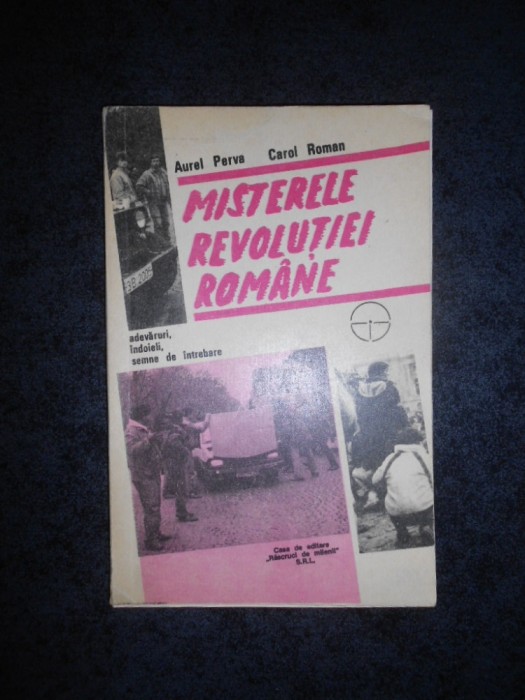 Aurel Perva Carol Roman
MISTERELE
REVOLUȚIEI
ROMÂNE
adevăruri,
îndoieli,
semne de întrebare
Casa de editare
„Răscruci de milenii”
S.R.L.